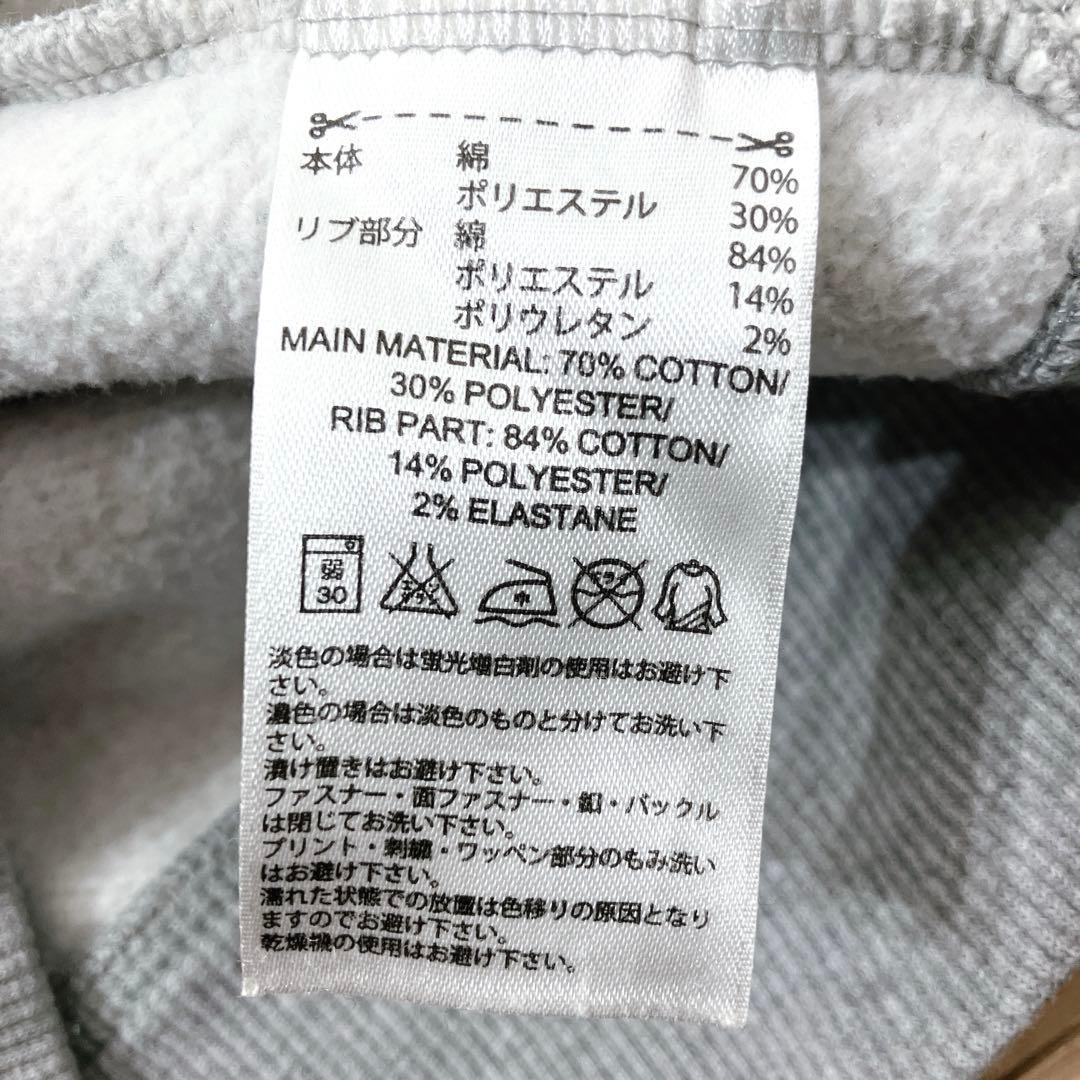 本体 綿 70%
ポリエステル 30%
リブ部分 綿 84%
ポリエステル 14%
ポリウレタン 2%
MAIN MATERIAL: 70% COTTON/
30% POLYESTER/
RIB PART: 84% COTTON/
14% POLYESTER/
2% ELASTANE
弱 30 エンソ サラシ 中 ドライ
淡色の場合は蛍光増白剤の使用はお避け下
さい。
濃色の場合は淡色のものと分けてお洗い下
さい。
漬け置きはお避け下さい。
ファスナー・面ファスナー・釦・バックル
は閉じてお洗い下さい。
プリント・刺繍・ワッペン部分のもみ洗い
はお避け下さい。
濡れた状態での放置は色移りの原因となり
ますのでお避け下さい。
乾燥機の使用はお避け下さい。